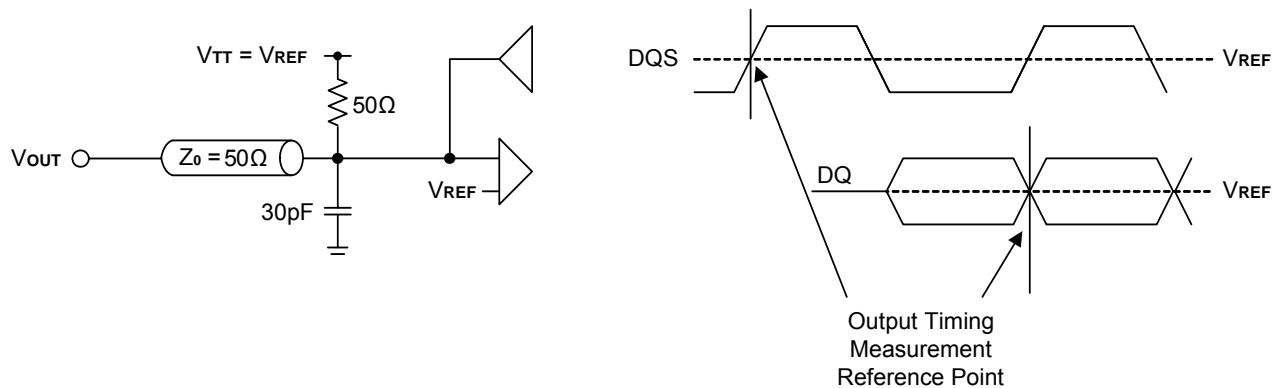 VTT = VREF
50Ω
VOUT
Z0 = 50Ω
VREF
30pF
DQS
VREF
DQ
VREF
Output Timing
Measurement
Reference Point